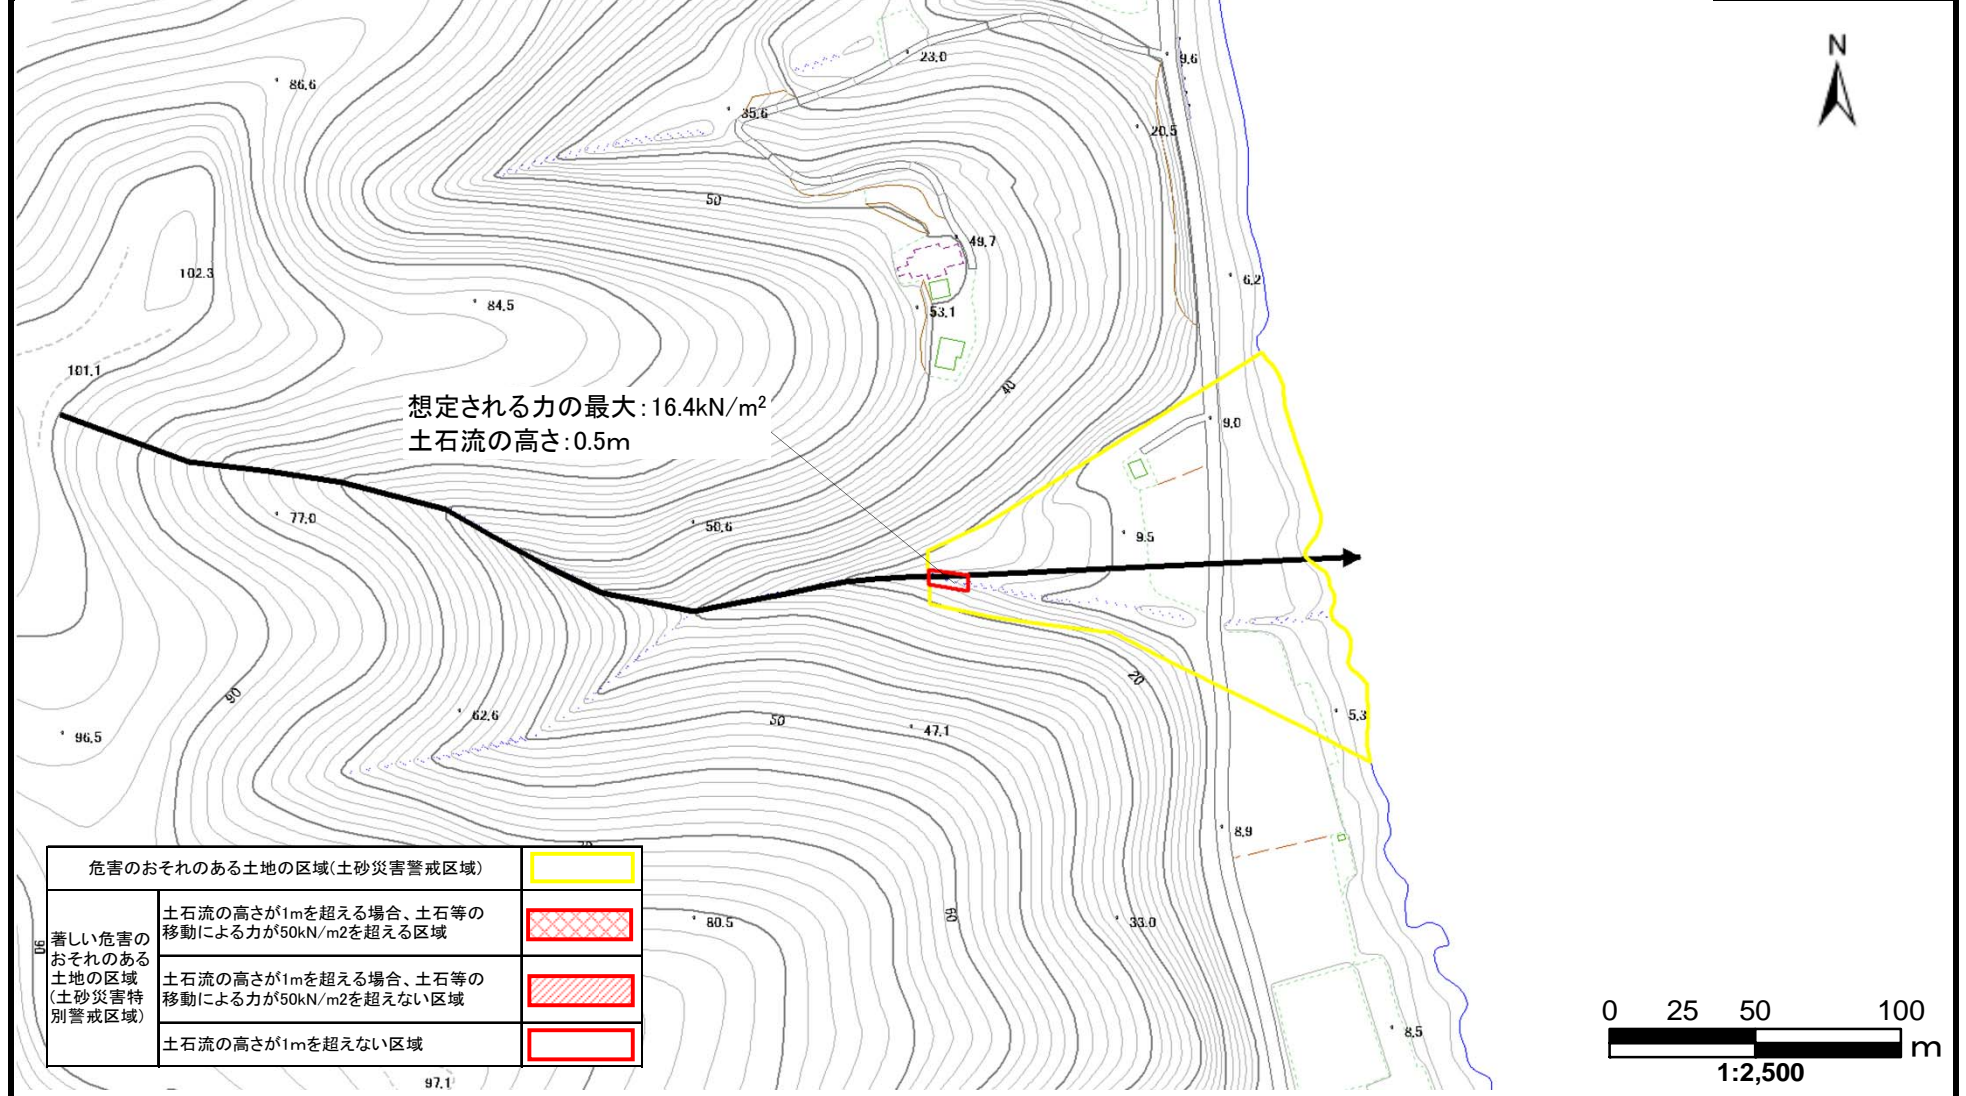 N
23.0
9.6
86.6
35.6
20.5
50
49.7
102.3
6.2
84.5
53.1
101.1
40
想定される力の最大:16.4kN/m²
土石流の高さ:0.5m
9.0
77.0
50.6
9.5
20
90
62.6
50
47.1
5.3
96.5
8.9
危害のおそれのある土地の区域(土砂災害警戒区域)
著しい危害の
おそれのある
土地の区域
(土砂災害特
別警戒区域)
土石流の高さが1mを超える場合、土石等の
移動による力が50kN/m2を超える区域
土石流の高さが1mを超える場合、土石等の
移動による力が50kN/m2を超えない区域
土石流の高さが1mを超えない区域
90
80.5
60
33.0
8.5
97.1
0 25 50 100
m
1:2,500